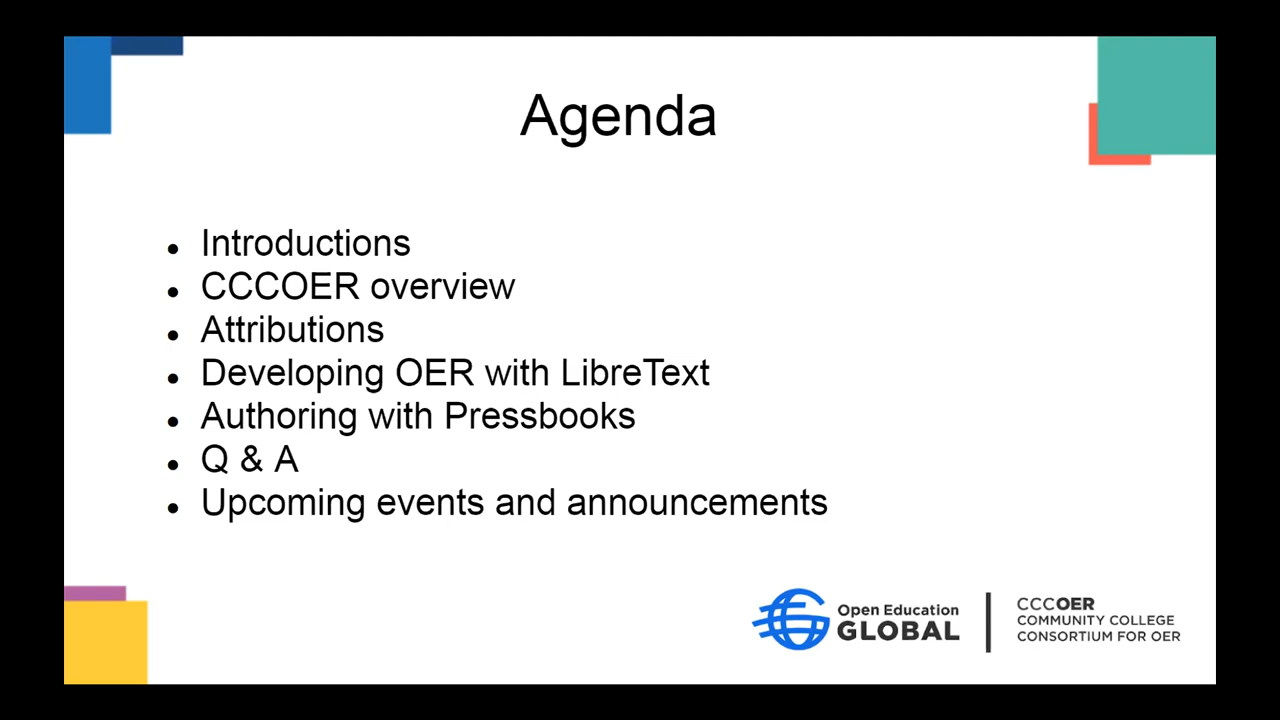 Agenda
• Introductions
• CCCOER overview
• Attributions
• Developing OER with LibreText
• Authoring with Pressbooks
• Q & A
• Upcoming events and announcements
Open Education
GLOBAL
CCCOER
COMMUNITY COLLEGE
CONSORTIUM FOR OER